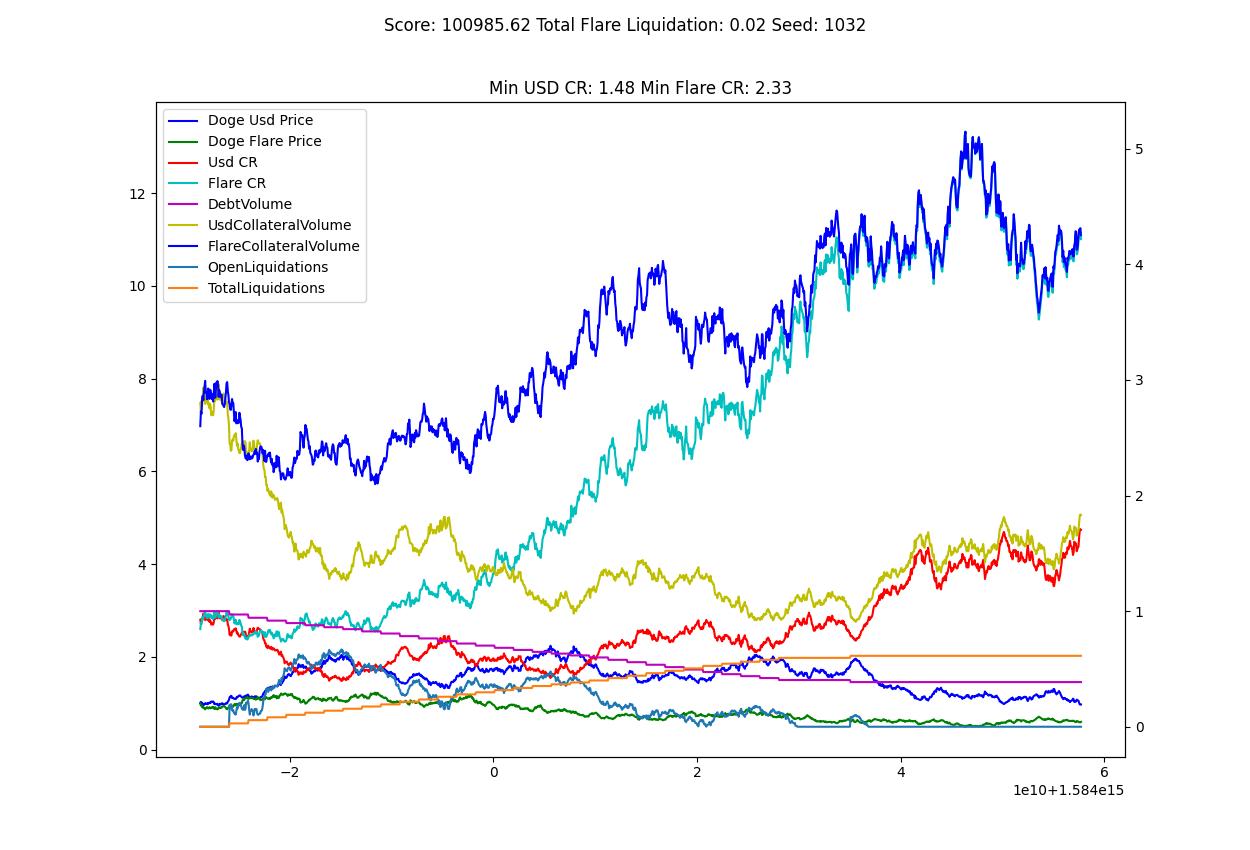 Score: 100985.62 Total Flare Liquidation: 0.02 Seed: 1032
Min USD CR: 1.48 Min Flare CR: 2.33
Doge Usd Price
Doge Flare Price
Usd CR
Flare CR
DebtVolume
UsdCollateralVolume
FlareCollateralVolume
OpenLiquidations
TotalLiquidations
12
10
8
6
4
2
0
5
4
3
2
1
0
−2 0 2 4 6
1e10+1.584e15